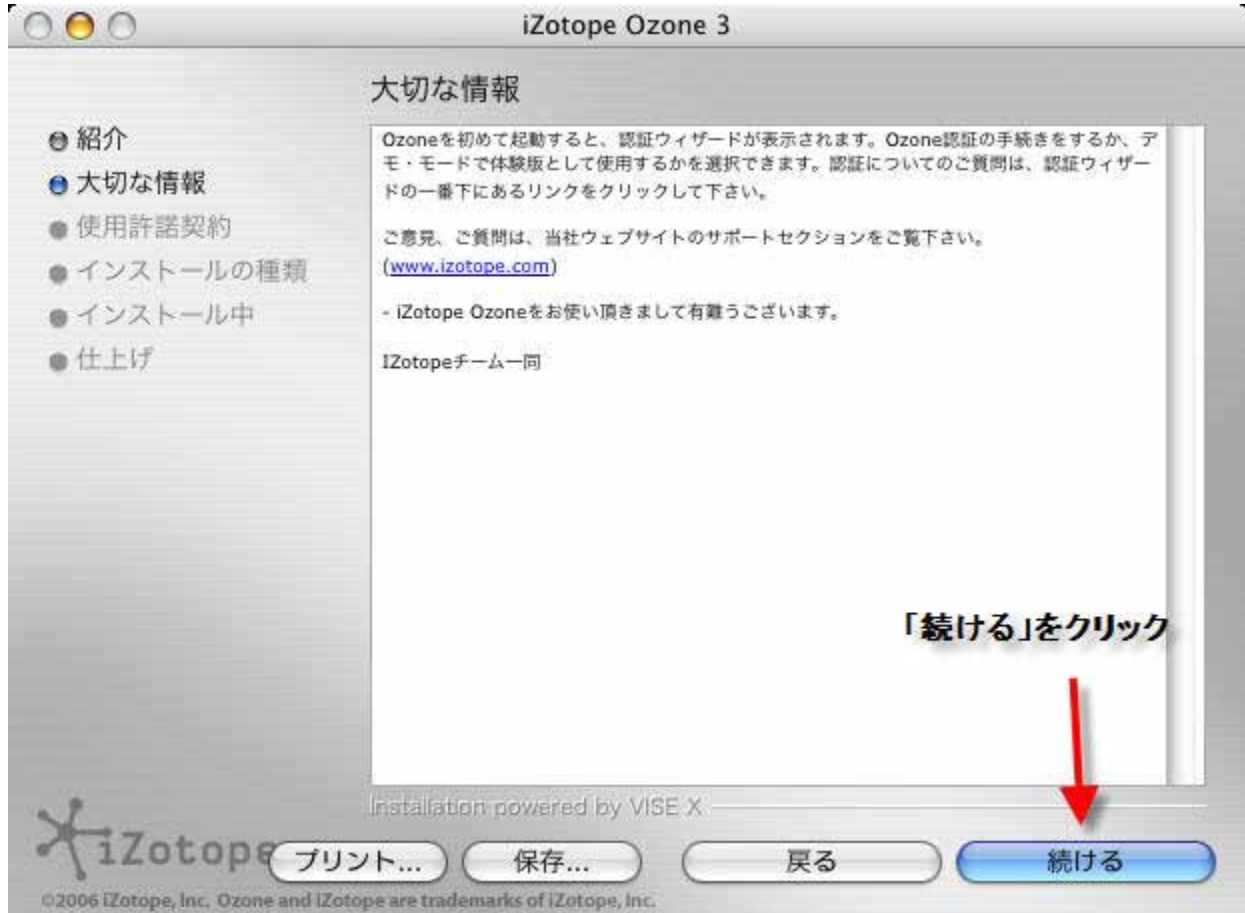 iZotope Ozone 3
大切な情報
紹介
大切な情報
使用許諾契約
インストールの種類
インストール中
仕上げ
Ozoneを初めて起動すると、認証ウィザードが表示されます。Ozone認証の手続きをするか、デ
モ・モードで体験版として使用するかを選択できます。認証についてのご質問は、認証ウィザー
ドの一番下にあるリンクをクリックして下さい。
ご意見、ご質問は、当社ウェブサイトのサポートセクションをご覧下さい。
(www.izotope.com)
- iZotope Ozoneをお使い頂きまして有難うございます。
IZotopeチーム一同
「続ける」をクリック
Installation powered by VISE X
iZotope
プリント...
保存...
戻る
続ける
©2006 iZotope, Inc. Ozone and iZotope are trademarks of iZotope, Inc.